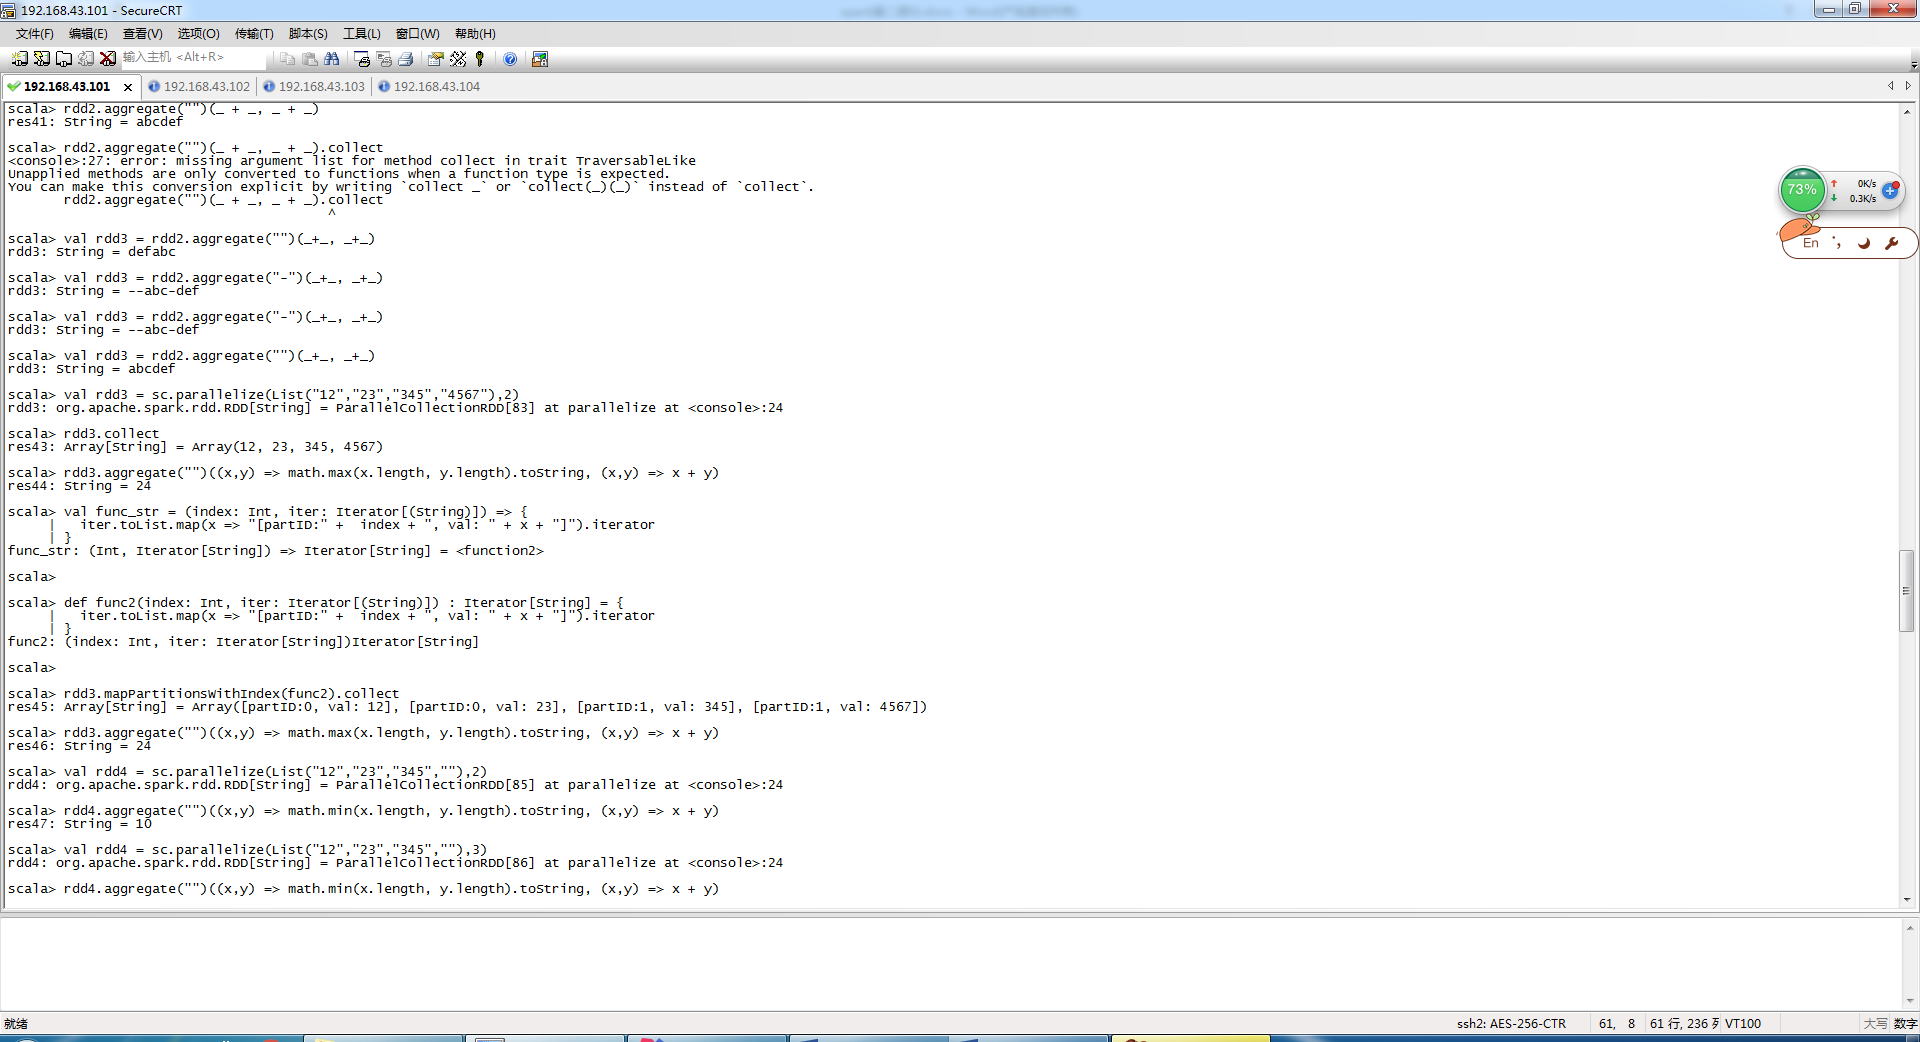 192.168.43.101 - SecureCRT
文件(F) 编辑(E) 查看(V) 选项(O) 传输(T) 脚本(S) 工具(L) 窗口(W) 帮助(H)
输入主机 <Alt+R>
192.168.43.101 192.168.43.102 192.168.43.103 192.168.43.104
scala> rdd2.aggregate("")(_ + _, _ + _)
res41: String = abcdef
scala> rdd2.aggregate("")(_ + _, _ + _).collect
<console>:27: error: missing argument list for method collect in trait TraversableLike
Unapplied methods are only converted to functions when a function type is expected.
You can make this conversion explicit by writing `collect _` or `collect(_)(_)` instead of `collect`.
rdd2.aggregate("")(_ + _, _ + _).collect
^
scala> val rdd3 = rdd2.aggregate("")(_+_, _+_)
rdd3: String = defabc
scala> val rdd3 = rdd2.aggregate("-")(_+_, _+_)
rdd3: String = --abc-def
scala> val rdd3 = rdd2.aggregate("-")(_+_, _+_)
rdd3: String = --abc-def
scala> val rdd3 = rdd2.aggregate("")(_+_, _+_)
rdd3: String = abcdef
scala> val rdd3 = sc.parallelize(List("12","23","345","4567"),2)
rdd3: org.apache.spark.rdd.RDD[String] = ParallelCollectionRDD[83] at parallelize at <console>:24
scala> rdd3.collect
res43: Array[String] = Array(12, 23, 345, 4567)
scala> rdd3.aggregate("")((x,y) => math.max(x.length, y.length).toString, (x,y) => x + y)
res44: String = 24
scala> val func_str = (index: Int, iter: Iterator[(String)]) => {
| iter.toList.map(x => "[partID:" +  index + ", val: " + x + "]").iterator
| }
func_str: (Int, Iterator[String]) => Iterator[String] = <function2>
scala>
scala> def func2(index: Int, iter: Iterator[(String)]) : Iterator[String] = {
| iter.toList.map(x => "[partID:" +  index + ", val: " + x + "]").iterator
| }
func2: (index: Int, iter: Iterator[String])Iterator[String]
scala>
scala> rdd3.mapPartitionsWithIndex(func2).collect
res45: Array[String] = Array([partID:0, val: 12], [partID:0, val: 23], [partID:1, val: 345], [partID:1, val: 4567])
scala> rdd3.aggregate("")((x,y) => math.max(x.length, y.length).toString, (x,y) => x + y)
res46: String = 24
scala> val rdd4 = sc.parallelize(List("12","23","345",""),2)
rdd4: org.apache.spark.rdd.RDD[String] = ParallelCollectionRDD[85] at parallelize at <console>:24
scala> rdd4.aggregate("")((x,y) => math.min(x.length, y.length).toString, (x,y) => x + y)
res47: String = 10
scala> val rdd4 = sc.parallelize(List("12","23","345",""),3)
rdd4: org.apache.spark.rdd.RDD[String] = ParallelCollectionRDD[86] at parallelize at <console>:24
scala> rdd4.aggregate("")((x,y) => math.min(x.length, y.length).toString, (x,y) => x + y)
73% 0K/s
0.3K/s
En
就绪 ssh2: AES-256-CTR 61, 8 61 行, 236 列 VT100 大写 数字